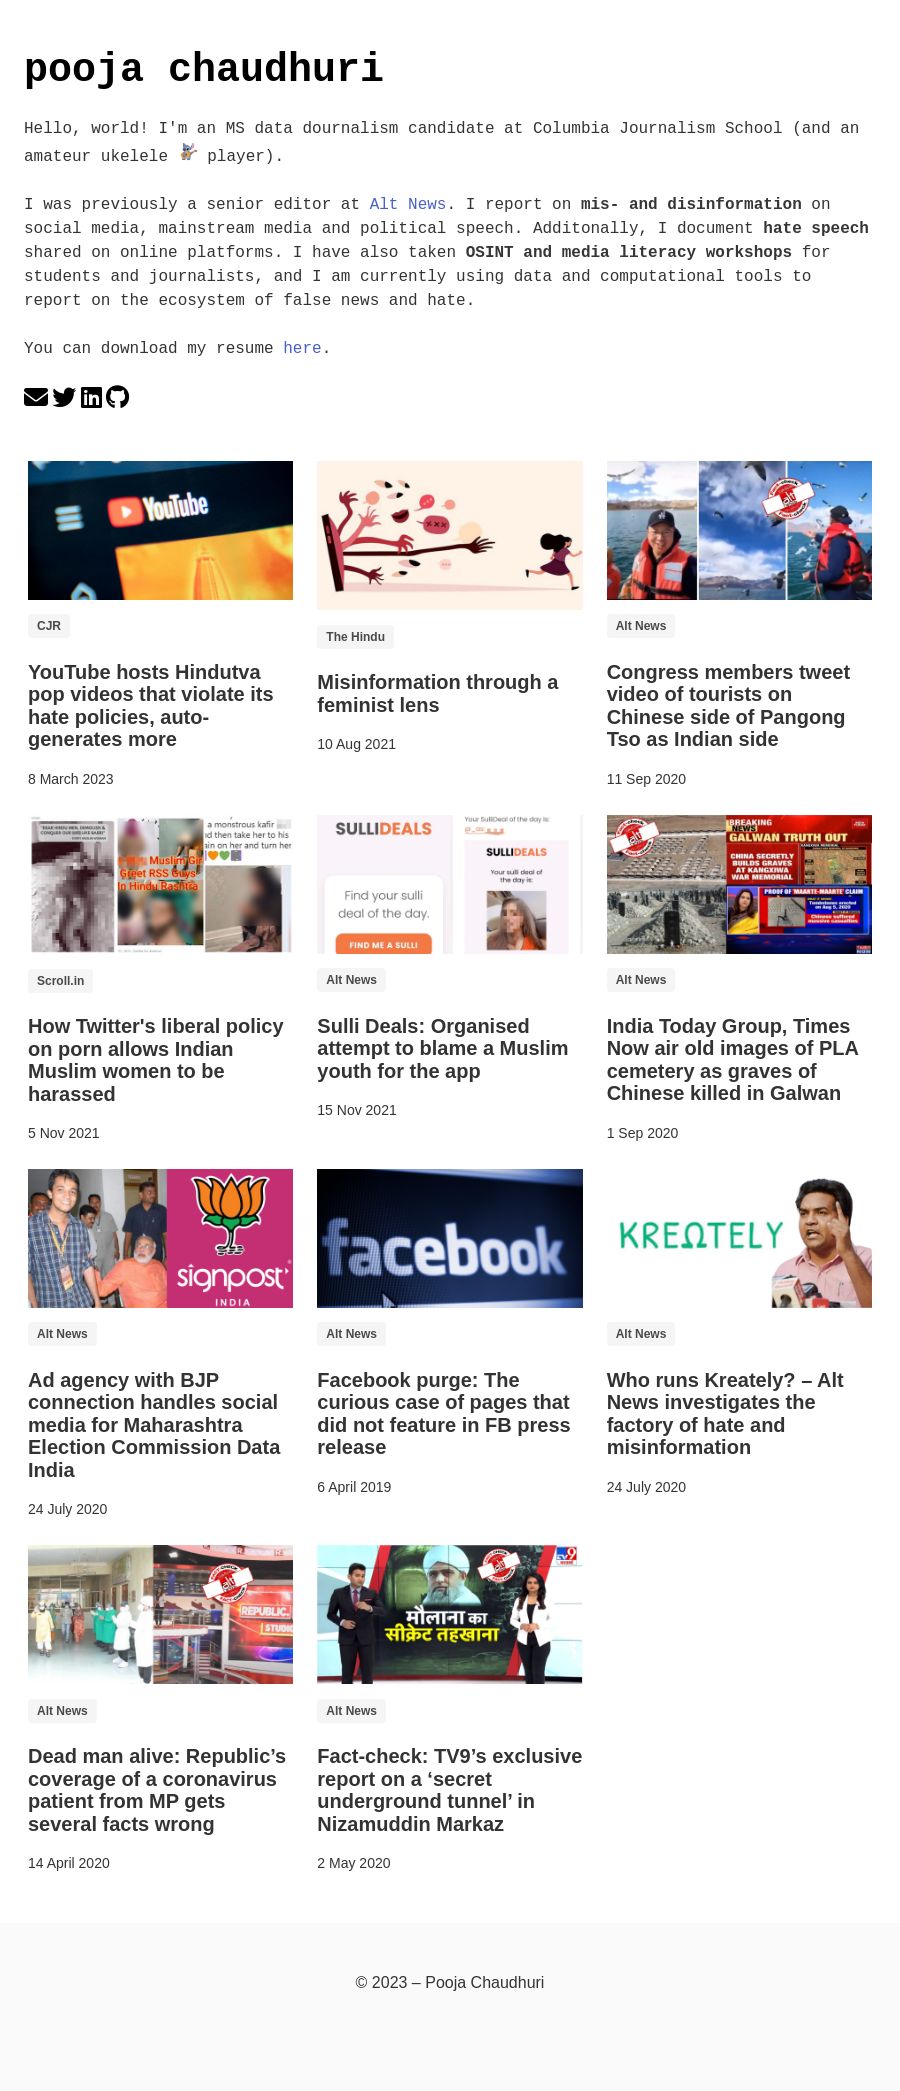 pooja chaudhuri
Hello, world! I'm an MS data dournalism candidate at Columbia Journalism School (and an
amateur ukelele player).
I was previously a senior editor at Alt News. I report on mis- and disinformation on
social media, mainstream media and political speech. Additonally, I document hate speech
shared on online platforms. I have also taken OSINT and media literacy workshops for
students and journalists, and I am currently using data and computational tools to
report on the ecosystem of false news and hate.
You can download my resume here.
YouTube
CJR
YouTube hosts Hindutva
pop videos that violate its
hate policies, auto-
generates more
8 March 2023
The Hindu
Misinformation through a
feminist lens
10 Aug 2021
Alt News
Congress members tweet
video of tourists on
Chinese side of Pangong
Tso as Indian side
11 Sep 2020
a monstrous kafir
nd then take her to his
ain on her and turn her
Muslim Girl
Greet RSS Guys
In Hindu Rashtra
Scroll.in
How Twitter's liberal policy
on porn allows Indian
Muslim women to be
harassed
5 Nov 2021
SULLIDEALS
Find your sulli
deal of the day.
FIND ME A SULLI
Your SulliDeal of the day is:
SULLIDEALS
Your sulli deal
of the day is:
Alt News
Sulli Deals: Organised
attempt to blame a Muslim
youth for the app
15 Nov 2021
BREAKING
NEWS
GALWAN TRUTH OUT
CHINA SECRETLY
BUILDS GRAVES
AT KANGXIWA
WAR MEMORIAL
PROOF OF 'MAARTE-MAARTE' CLAIM
Alt News
India Today Group, Times
Now air old images of PLA
cemetery as graves of
Chinese killed in Galwan
1 Sep 2020
signpost
INDIA
Alt News
Ad agency with BJP
connection handles social
media for Maharashtra
Election Commission Data
India
24 July 2020
facebook
Alt News
Facebook purge: The
curious case of pages that
did not feature in FB press
release
6 April 2019
KREΩTELY
Alt News
Who runs Kreately? – Alt
News investigates the
factory of hate and
misinformation
24 July 2020
REPUBLIC
STUDIO
Alt News
Dead man alive: Republic’s
coverage of a coronavirus
patient from MP gets
several facts wrong
14 April 2020
TV9
मौलाना का
सीक्रेट तहखाना
Alt News
Fact-check: TV9’s exclusive
report on a ‘secret
underground tunnel’ in
Nizamuddin Markaz
2 May 2020
© 2023 – Pooja Chaudhuri